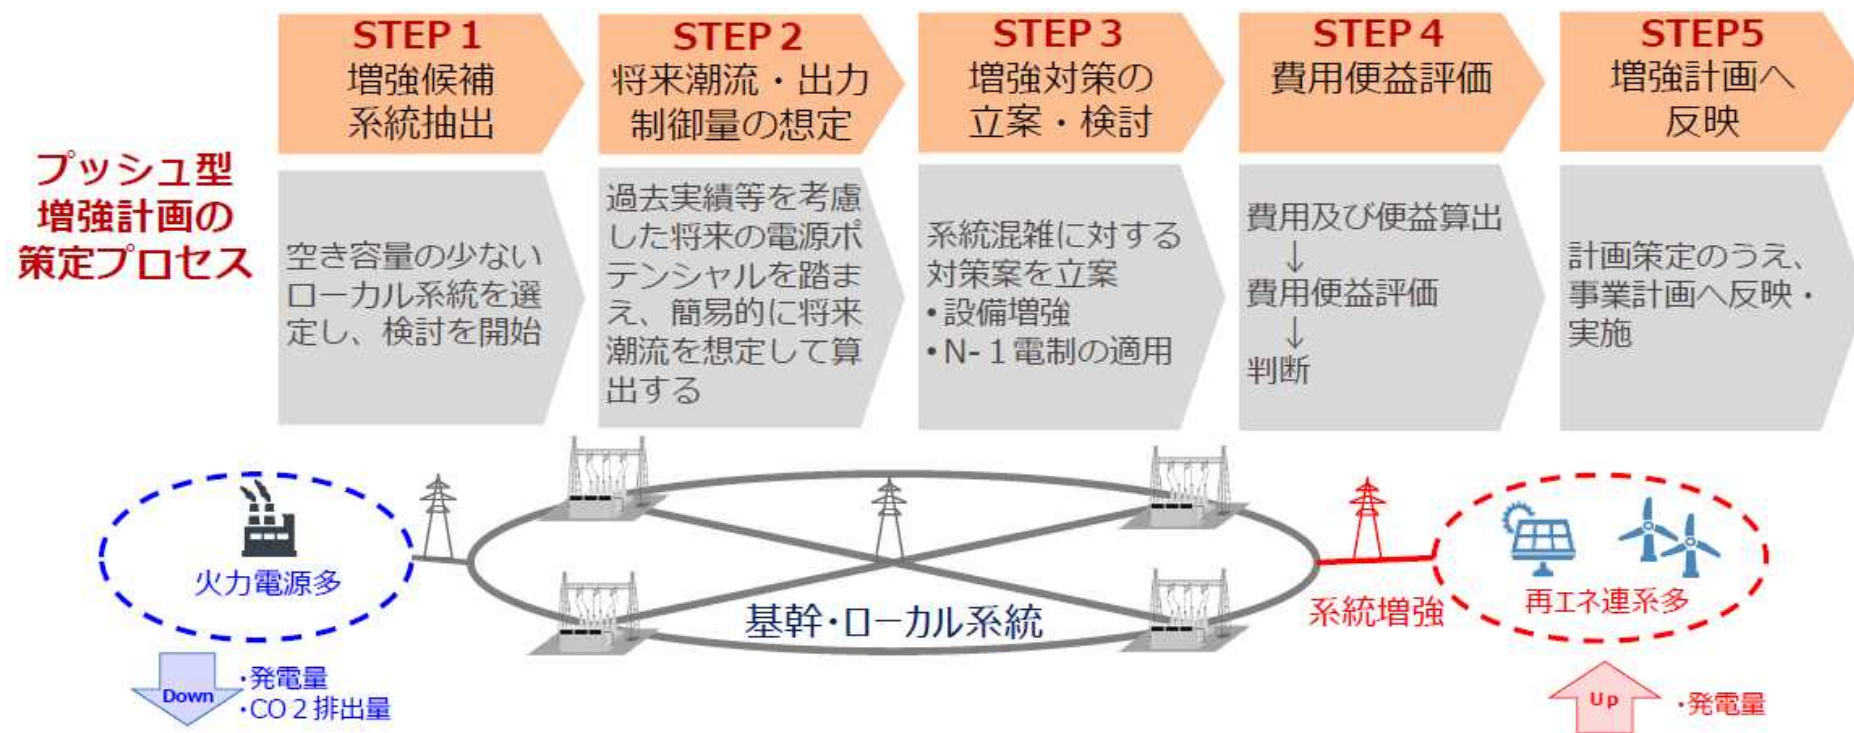 プッシュ型
増強計画の
策定プロセス
STEP 1
増強候補
系統抽出
STEP 2
将来潮流・出力
制御量の想定
STEP 3
増強対策の
立案・検討
STEP 4
費用便益評価
STEP5
増強計画へ
反映
空き容量の少ない
ローカル系統を選
定し、検討を開始
過去実績等を考慮
した将来の電源ポ
テンシャルを踏ま
え、簡易的に将来
潮流を想定して算
出する
系統混雑に対する
対策案を立案
•設備増強
•N-1電制の適用
費用及び便益算出
↓
費用便益評価
↓
判断
計画策定のうえ、
事業計画へ反映・
実施
火力電源多
基幹・ローカル系統
系統増強
再エネ連系多
Down
・発電量
・CO2排出量
Up
・発電量